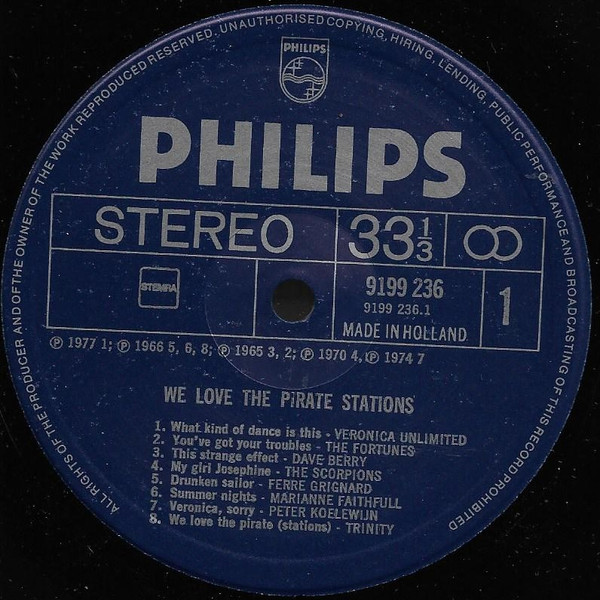 ALL RIGHTS OF THE PRODUCER AND OF THE OWNER OF THE WORK REPRODUCED RESERVED. UNAUTHORISED COPYING, HIRING, LENDING, PUBLIC PERFORMANCE AND BROADCASTING OF THIS RECORD PROHIBITED
PHILIPS
PHILIPS
STEREO 33 1/3
STEMRA
9199 236
9199 236.1
MADE IN HOLLAND
1
Ⓟ 1977 1; Ⓟ 1966 5, 6, 8; Ⓟ 1965 3, 2; Ⓟ 1970 4, Ⓟ 1974 7
WE LOVE THE PIRATE STATIONS
1. What kind of dance is this - VERONICA UNLIMITED
2. You've got your troubles - THE FORTUNES
3. This strange effect - DAVE BERRY
4. My girl Josephine - THE SCORPIONS
5. Drunken sailor - FERRE GRIGNARD
6. Summer nights - MARIANNE FAITHFULL
7. Veronica, sorry - PETER KOELEWIJN
8. We love the pirate (stations) - TRINITY